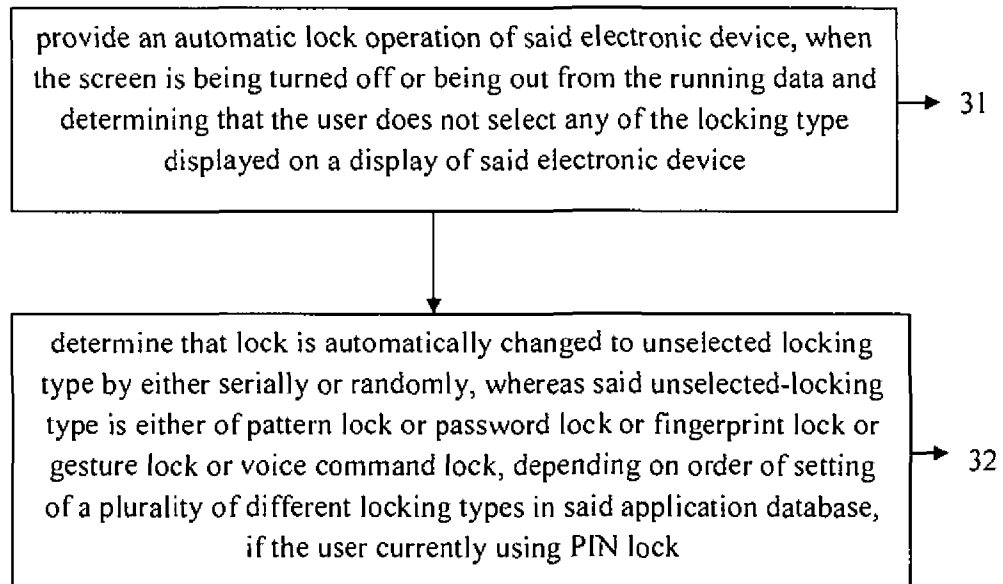 provide an automatic lock operation of said electronic device, when
the screen is being turned off or being out from the running data and
determining that the user does not select any of the locking type
displayed on a display of said electronic device
31
determine that lock is automatically changed to unselected locking
type by either serially or randomly, whereas said unselected-locking
type is either of pattern lock or password lock or fingerprint lock or
gesture lock or voice command lock, depending on order of setting
of a plurality of different locking types in said application database,
if the user currently using PIN lock
32